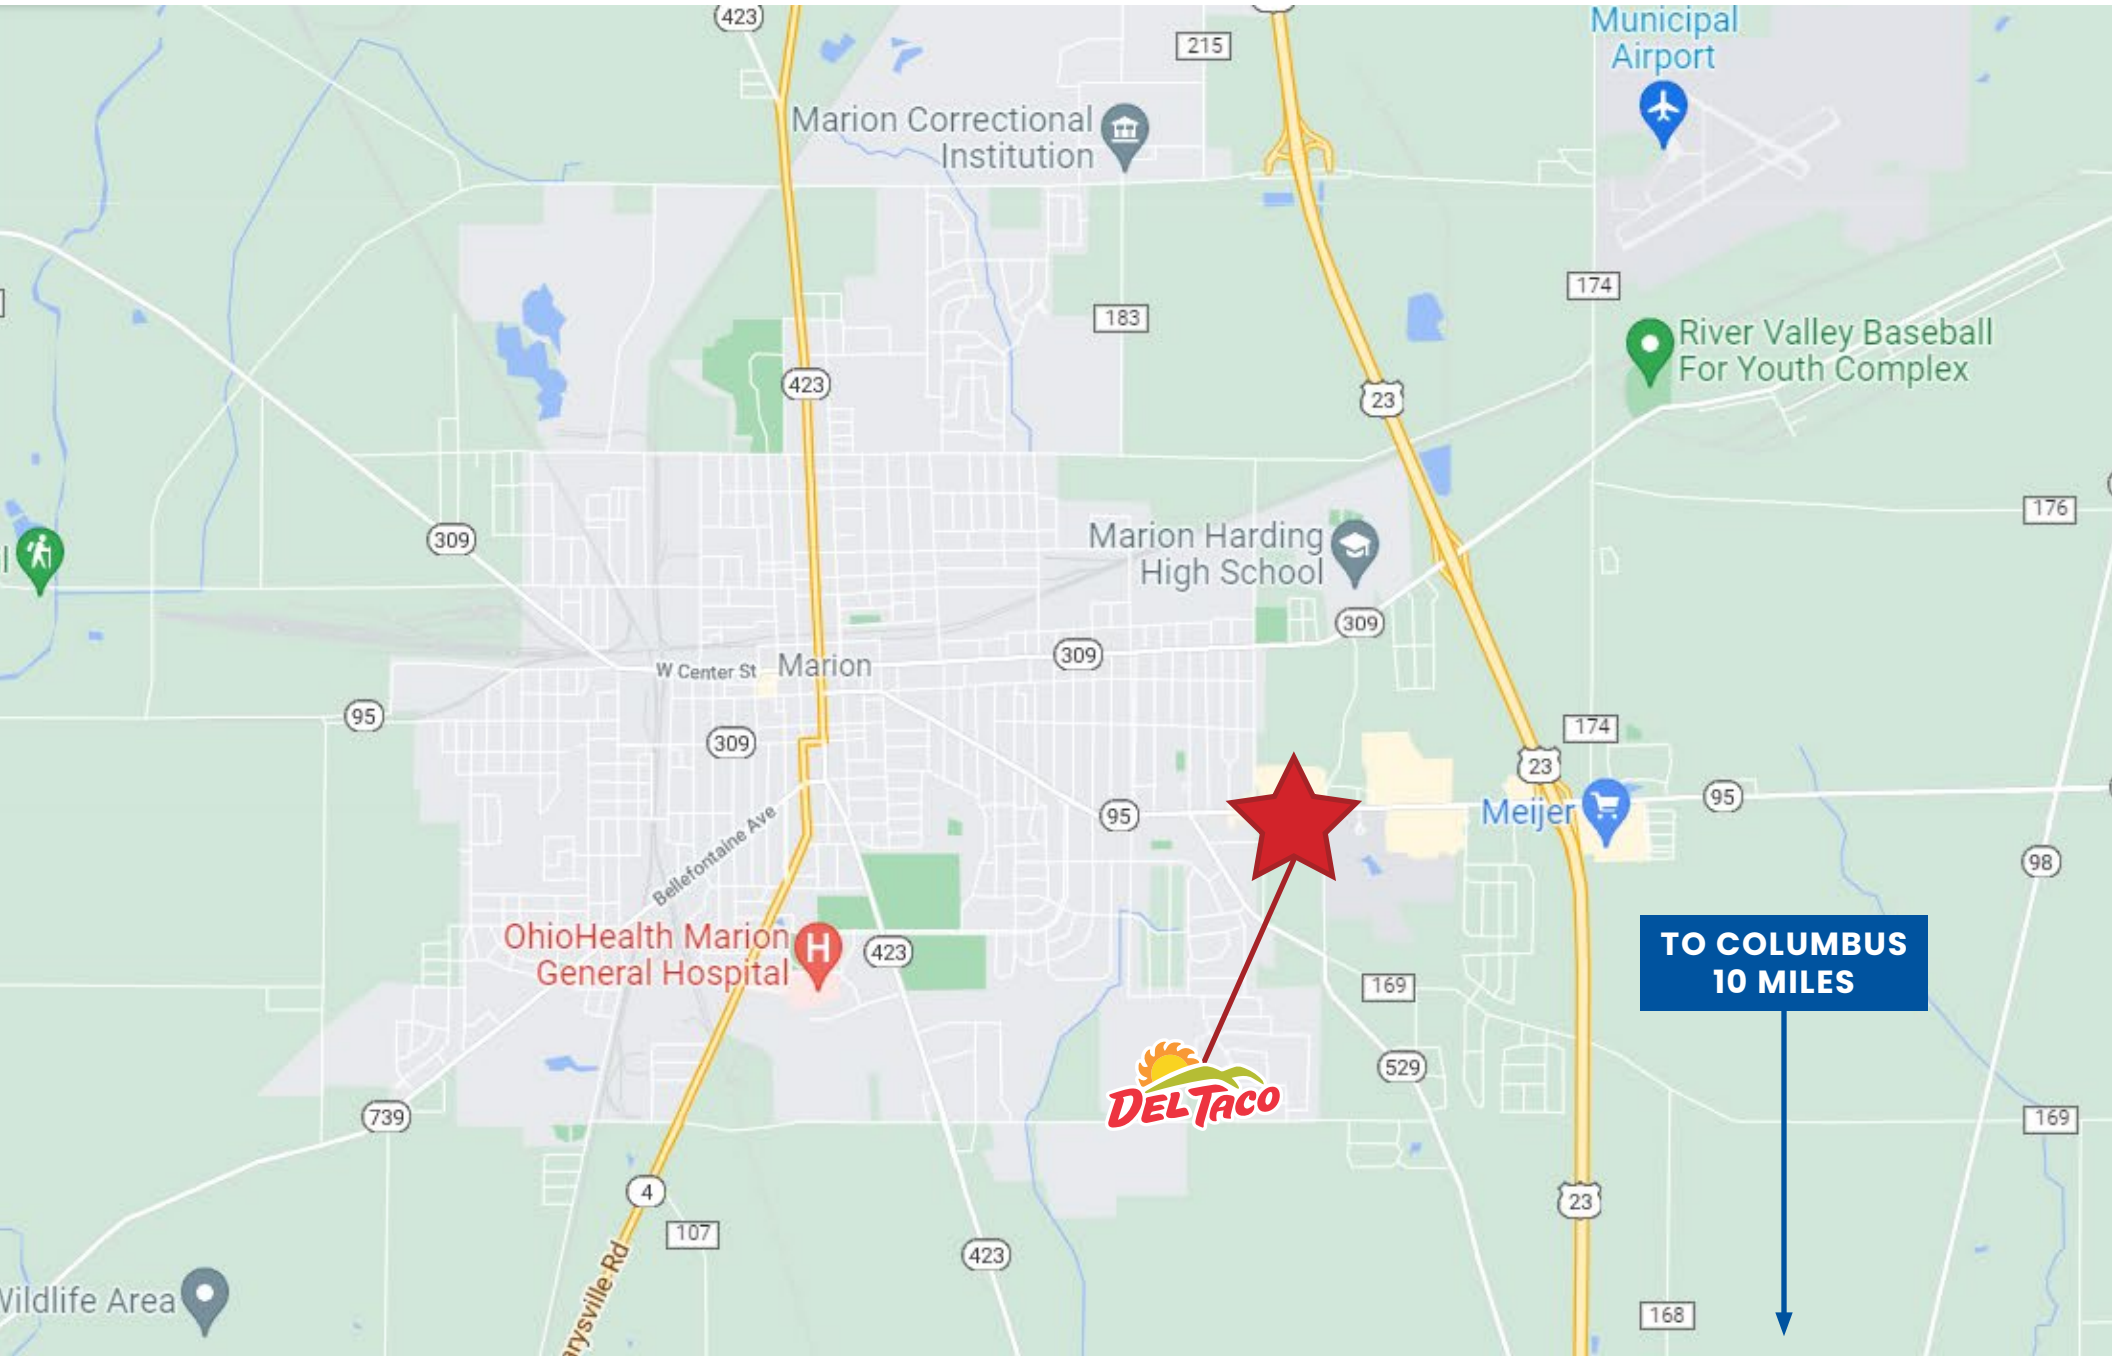 423
215
Municipal
Airport
Marion Correctional
Institution
174
183
River Valley Baseball
For Youth Complex
423
23
309
176
Marion Harding
High School
309
309
W Center St
Marion
95
309
174
23
Meijer
95
95
98
Bellefontaine Ave
OhioHealth Marion
General Hospital
H
423
TO COLUMBUS
10 MILES
169
529
DEL TACO
739
169
4
23
107
423
arysville Rd
Wildlife Area
168